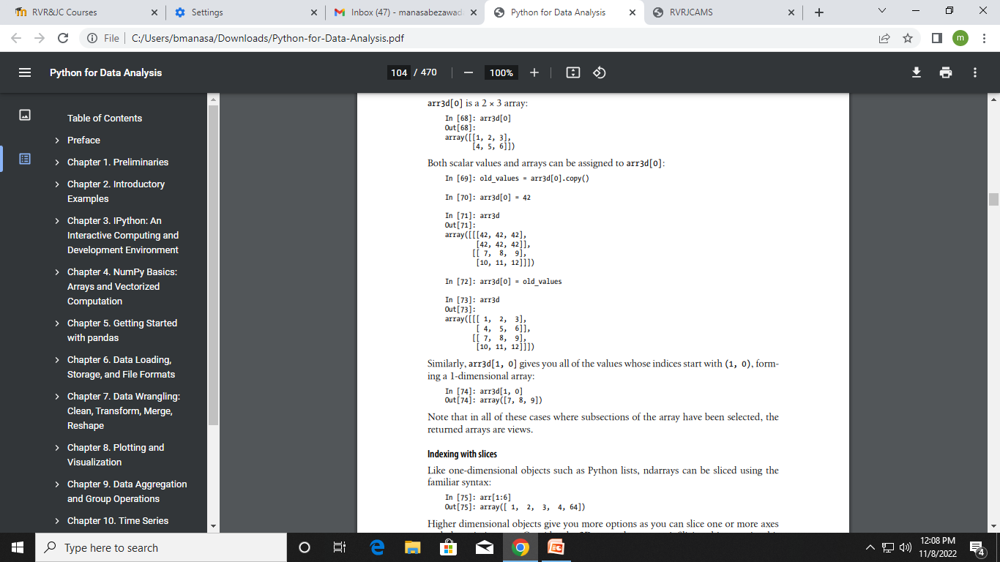 RVR&JC Courses
Settings
Inbox (47) - manasabezawad
Python for Data Analysis
RVRJCAMS
File C:/Users/bmanasa/Downloads/Python-for-Data-Analysis.pdf
m
Python for Data Analysis
104 / 470
100%
Table of Contents
Preface
Chapter 1. Preliminaries
Chapter 2. Introductory
Examples
Chapter 3. IPython: An
Interactive Computing and
Development Environment
Chapter 4. NumPy Basics:
Arrays and Vectorized
Computation
Chapter 5. Getting Started
with pandas
Chapter 6. Data Loading,
Storage, and File Formats
Chapter 7. Data Wrangling:
Clean, Transform, Merge,
Reshape
Chapter 8. Plotting and
Visualization
Chapter 9. Data Aggregation
and Group Operations
Chapter 10. Time Series
arr3d[0] is a 2 × 3 array:
In [68]: arr3d[0]
Out[68]:
array([[1, 2, 3],
[4, 5, 6]])
Both scalar values and arrays can be assigned to arr3d[0]:
In [69]: old_values = arr3d[0].copy()
In [70]: arr3d[0] = 42
In [71]: arr3d
Out[71]:
array([[[42, 42, 42],
[42, 42, 42]],
[[ 7, 8, 9],
[10, 11, 12]]])
In [72]: arr3d[0] = old_values
In [73]: arr3d
Out[73]:
array([[[ 1, 2, 3],
[ 4, 5, 6]],
[[ 7, 8, 9],
[10, 11, 12]]])
Similarly, arr3d[1, 0] gives you all of the values whose indices start with (1, 0), form-
ing a 1-dimensional array:
In [74]: arr3d[1, 0]
Out[74]: array([7, 8, 9])
Note that in all of these cases where subsections of the array have been selected, the
returned arrays are views.
Indexing with slices
Like one-dimensional objects such as Python lists, ndarrays can be sliced using the
familiar syntax:
In [75]: arr[1:6]
Out[75]: array([ 1, 2, 3, 4, 64])
Higher dimensional objects give you more options as you can slice one or more axes
Type here to search
12:08 PM
11/8/2022
4